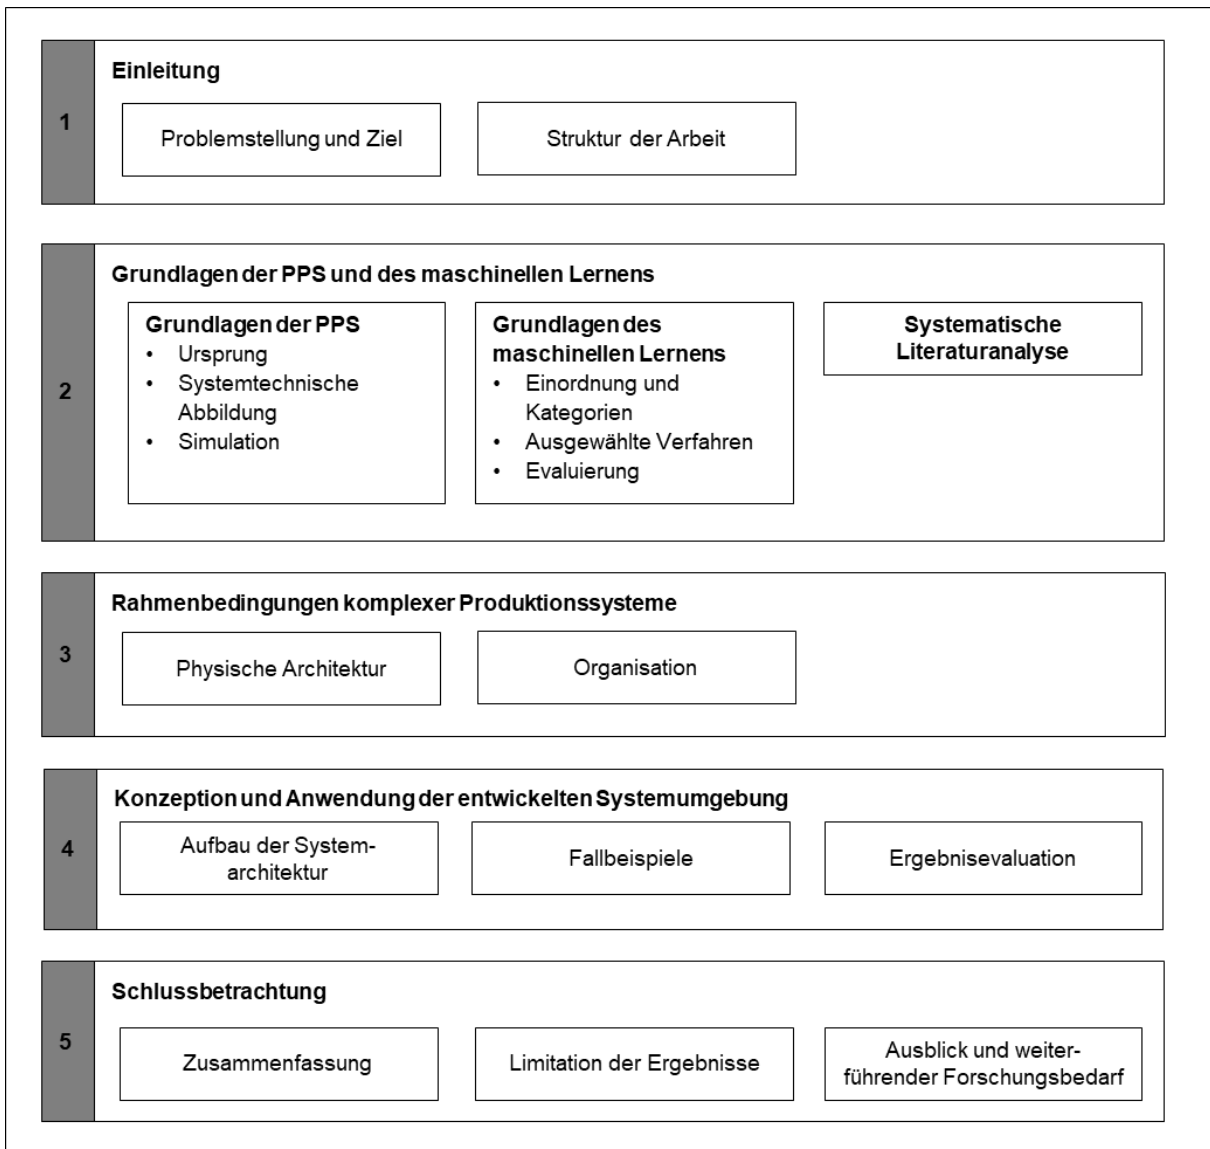 1
Einleitung
Problemstellung und Ziel
Struktur der Arbeit
2
Grundlagen der PPS und des maschinellen Lernens
Grundlagen der PPS
• Ursprung
• Systemtechnische
Abbildung
• Simulation
Grundlagen des
maschinellen Lernens
• Einordnung und
Kategorien
• Ausgewählte Verfahren
• Evaluierung
Systematische
Literaturanalyse
3
Rahmenbedingungen komplexer Produktionssysteme
Physische Architektur
Organisation
4
Konzeption und Anwendung der entwickelten Systemumgebung
Aufbau der System-
architektur
Fallbeispiele
Ergebnisevaluation
5
Schlussbetrachtung
Zusammenfassung
Limitation der Ergebnisse
Ausblick und weiter-
führender Forschungsbedarf